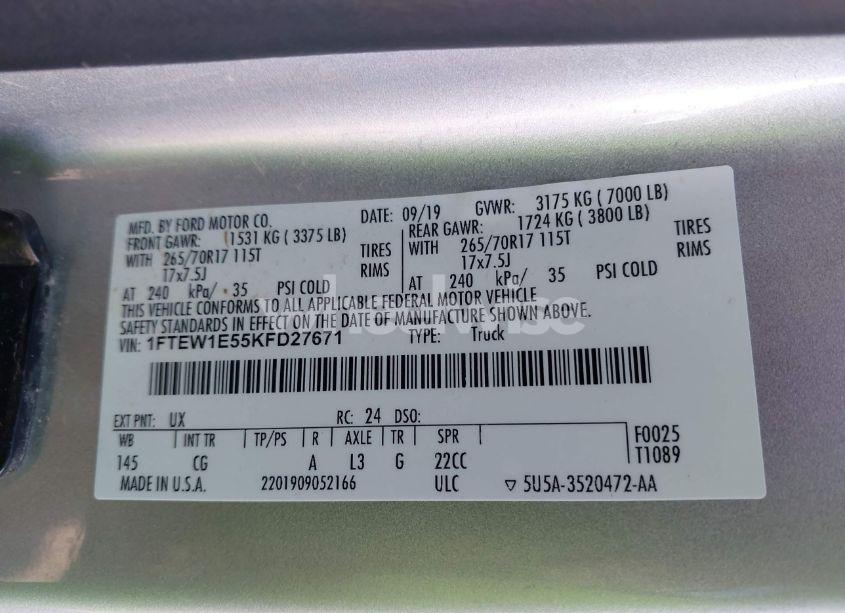 MFD. BY FORD MOTOR CO. DATE: 09/19 GVWR: 3175 KG ( 7000 LB)
FRONT GAWR: 1531 KG ( 3375 LB) REAR GAWR: 1724 KG ( 3800 LB)
WITH 265/70R17 115T TIRES WITH 265/70R17 115T TIRES
17x7.5J RIMS 17x7.5J RIMS
AT 240 kPa/ 35 PSI COLD AT 240 kPa/ 35 PSI COLD
THIS VEHICLE CONFORMS TO ALL APPLICABLE FEDERAL MOTOR VEHICLE
SAFETY STANDARDS IN EFFECT ON THE DATE OF MANUFACTURE SHOWN ABOVE.
VIN: 1FTEW1E55KFD27671 TYPE: Truck
EXT PNT: UX RC: 24 DSO:
WB INT TR TP/PS R AXLE TR SPR F0025
145 CG A L3 G 22CC T1089
MADE IN U.S.A. 2201909052166 ULC 5U5A-3520472-AA